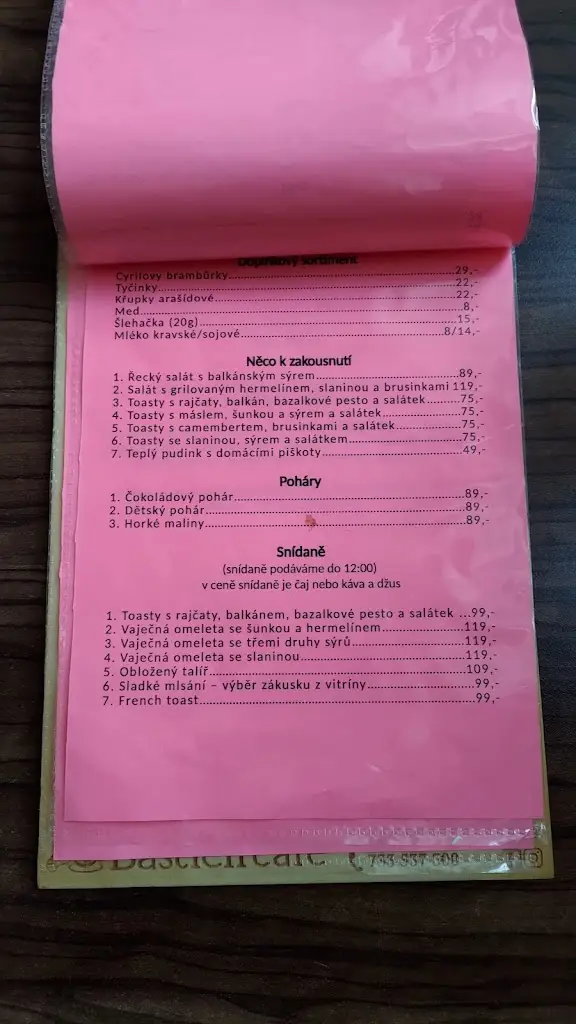 Doplňkový sortiment
Cyrilovy brambůrky.....29,-
Tyčinky.....22,-
Křupky arašídové.....22,-
Med.....8,-
Šlehačka (20g).....15,-
Mléko kravské/sojové.....8/14,-
Něco k zakousnutí
1. Řecký salát s balkánským sýrem.....89,-
2. Salát s grilovaným hermelínem, slaninou a brusinkami 119,-
3. Toasty s rajčaty, balkán, bazalkové pesto a salátek.....75,-
4. Toasty s máslem, šunkou a sýrem a salátek.....75,-
5. Toasty s camembertem, brusinkami a salátek.....75,-
6. Toasty se slaninou, sýrem a salátkem.....75,-
7. Teplý pudink s domácími piškoty.....49,-
Poháry
1. Čokoládový pohár.....89,-
2. Dětský pohár.....89,-
3. Horké maliny.....89,-
Snídaně
(snídaně podáváme do 12:00)
v ceně snídaně je čaj nebo káva a džus
1. Toasty s rajčaty, balkánem, bazalkové pesto a salátek ...99,-
2. Vaječná omeleta se šunkou a hermelínem.....119,-
3. Vaječná omeleta se třemi druhy sýrů.....119,-
4. Vaječná omeleta se slaninou.....119,-
5. Obložený talíř.....109,-
6. Sladké mlsání – výběr zákusku z vitríny.....99,-
7. French toast.....99,-